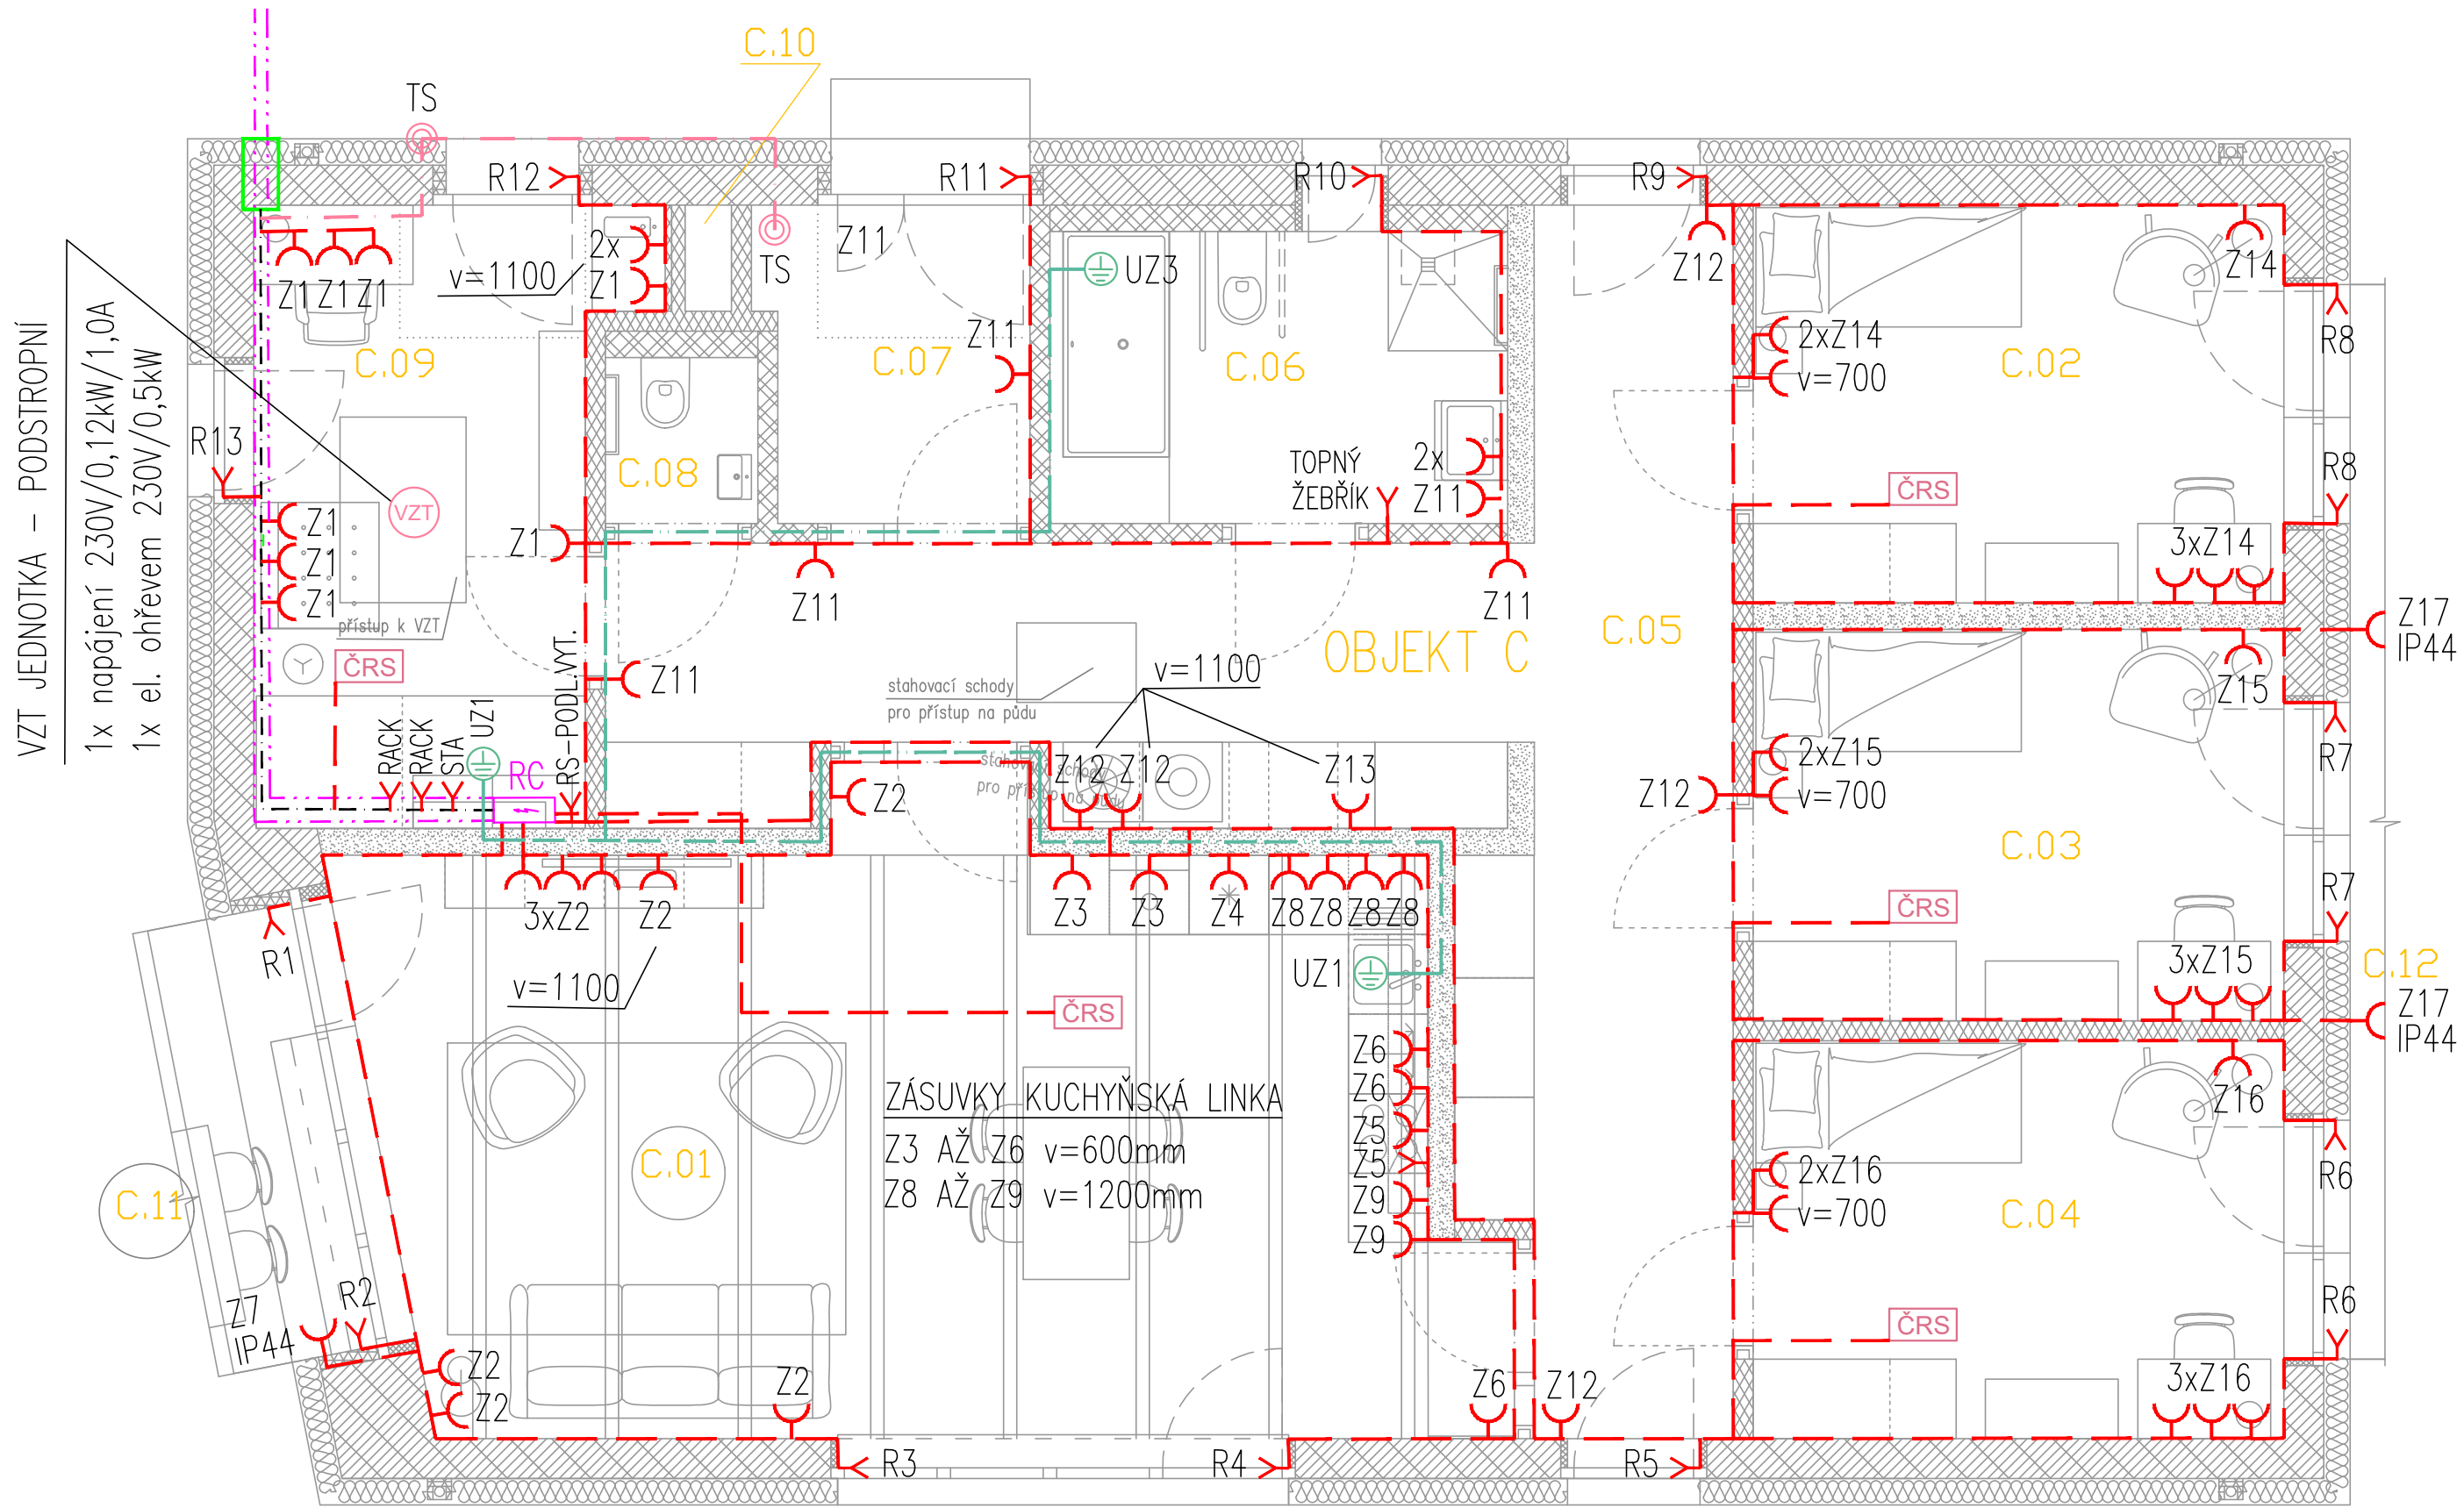 C.10
TS
R12
R11
R10
R9
2x
Z1
v=1100
TS
Z11
UZ3
Z12
Z14
Z1
Z1
Z1
C.09
Z11
C.07
C.06
2xZ14
v=700
C.02
R8
VZT JEDNOTKA - PODSTROPNÍ
1x napájení 230V/0,12kW/1,0A
1x el. ohřevem 230V/0,5kW
R13
VZT
C.08
TOPNÝ
ŽEBŘÍK
2x
Z11
R8
ČRS
Z1
Z1
Z1
Z1
3xZ14
přístup k VZT
Z11
Z11
C.05
Z17
IP44
OBJEKT C
ČRS
Z11
stahovací schody
pro přístup na půdu
v=1100
Z15
RACK
RACK
STA
UZ1
RC
RS-PODL.VYT.
stahovací schody
pro přístup na půdu
Z2
Z12
Z12
Z13
Z12
2xZ15
v=700
R7
C.03
3xZ2
Z2
Z3
Z3
Z4
Z8
Z8
Z8
Z8
ČRS
R7
R1
v=1100
UZ1
3xZ15
C.12
Z17
IP44
ČRS
Z6
Z6
Z5
Z5
Z9
Z9
ZÁSUVKY KUCHYŇSKÁ LINKA
Z3 AŽ Z6 v=600mm
Z8 AŽ Z9 v=1200mm
C.01
C.11
Z16
2xZ16
v=700
R6
C.04
Z7
IP44
R2
R6
ČRS
Z2
Z2
Z2
Z6
Z12
3xZ16
R3
R4
R5